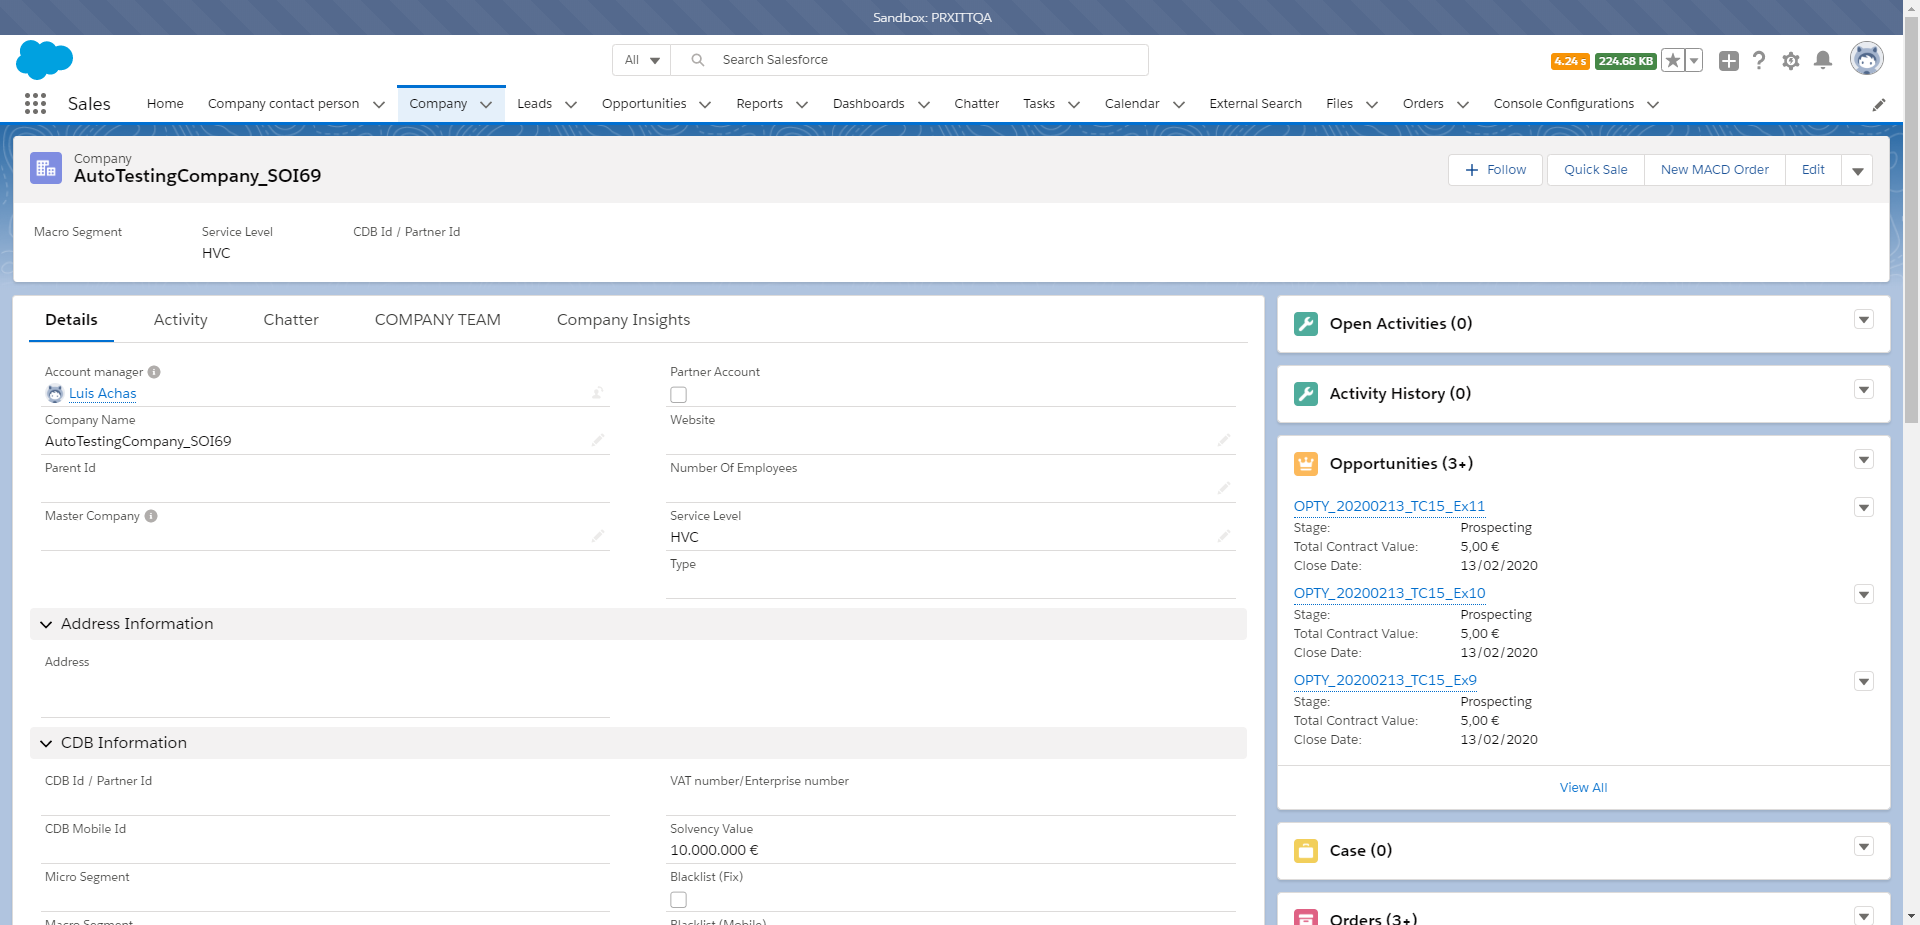 Sandbox: PRXITTQA
All
Search Salesforce
4.24 s
224.68 KB
Sales
Home
Company contact person
Company
Leads
Opportunities
Reports
Dashboards
Chatter
Tasks
Calendar
External Search
Files
Orders
Console Configurations
Company
AutoTestingCompany_SOI69
Follow
Quick Sale
New MACD Order
Edit
Macro Segment
Service Level
HVC
CDB Id / Partner Id
Details
Activity
Chatter
COMPANY TEAM
Company Insights
Account manager
Luis Achas
Partner Account
Company Name
AutoTestingCompany_SOI69
Website
Parent Id
Number Of Employees
Master Company
Service Level
HVC
Type
Address Information
Address
CDB Information
CDB Id / Partner Id
VAT number/Enterprise number
CDB Mobile Id
Solvency Value
10.000.000 €
Micro Segment
Blacklist (Fix)
Macro Segment
Blacklist (Mobile)
Open Activities (0)
Activity History (0)
Opportunities (3+)
OPTY_20200213_TC15_Ex11
Stage: Prospecting
Total Contract Value: 5,00 €
Close Date: 13/02/2020
OPTY_20200213_TC15_Ex10
Stage: Prospecting
Total Contract Value: 5,00 €
Close Date: 13/02/2020
OPTY_20200213_TC15_Ex9
Stage: Prospecting
Total Contract Value: 5,00 €
Close Date: 13/02/2020
View All
Case (0)
Orders (3+)